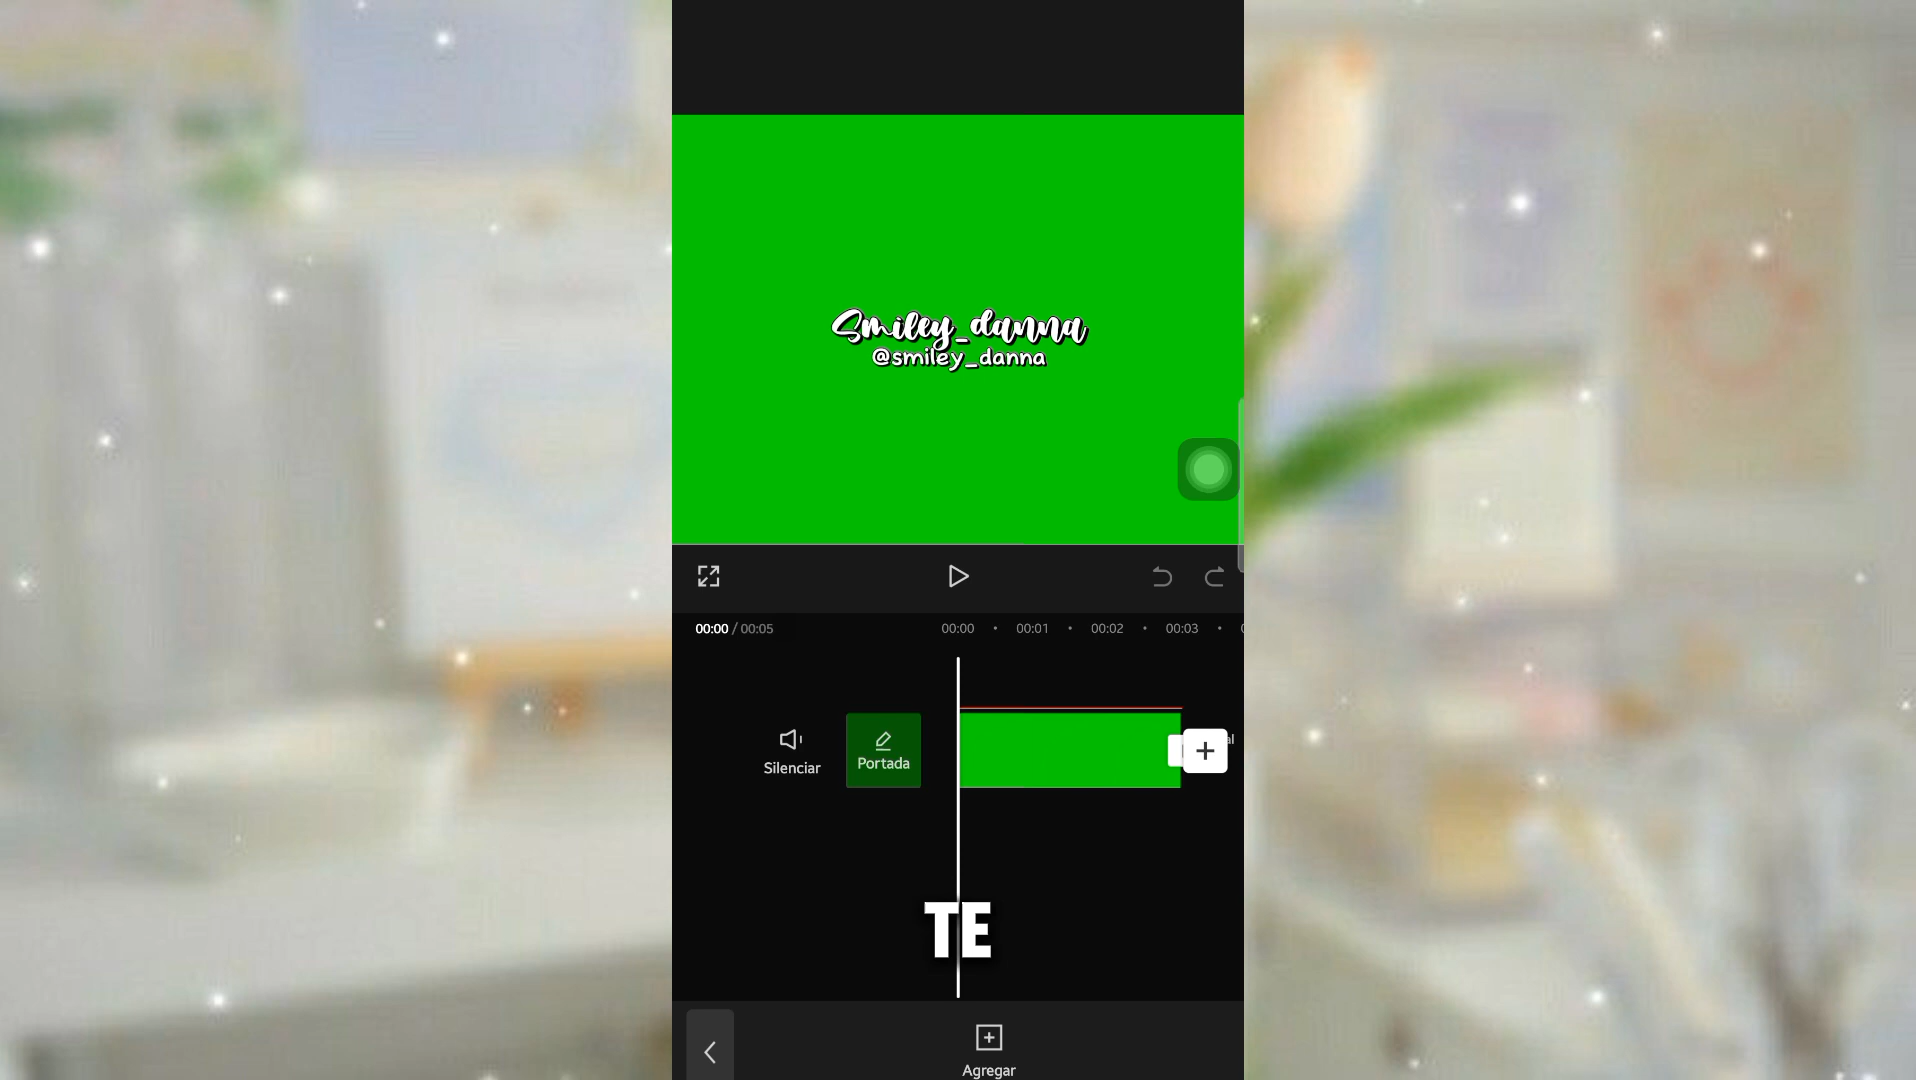 Smiley_danna
@smiley_danna
00:00 / 00:05
00:00 • 00:01 • 00:02 • 00:03 •
Silenciar
Portada
TE
Agregar